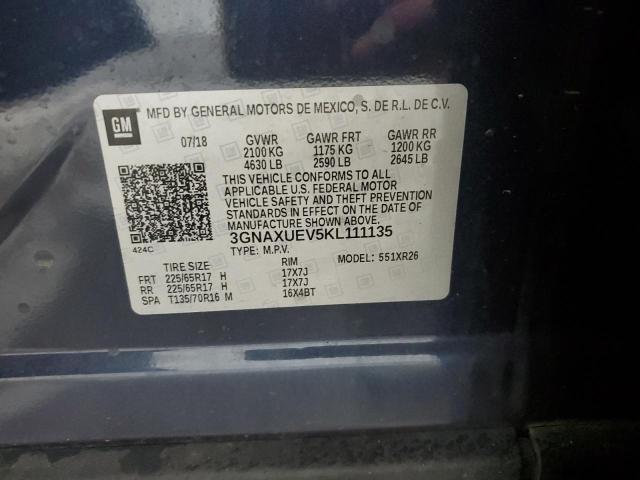 GM
MFD BY GENERAL MOTORS DE MEXICO, S. DE R.L. DE C.V.
07/18 GVWR GAWR FRT GAWR RR
2100 KG 1175 KG 1200 KG
4630 LB 2590 LB 2645 LB
THIS VEHICLE CONFORMS TO ALL
APPLICABLE U.S. FEDERAL MOTOR
VEHICLE SAFETY AND THEFT PREVENTION
STANDARDS IN EFFECT ON THE DATE OF
MANUFACTURE SHOWN ABOVE.
424C
3GNAXUEV5KL111135
TYPE: M.P.V. MODEL: 551XR26
TIRE SIZE RIM
FRT 225/65R17 H 17X7J
RR 225/65R17 H 17X7J
SPA T135/70R16 M 16X4BT